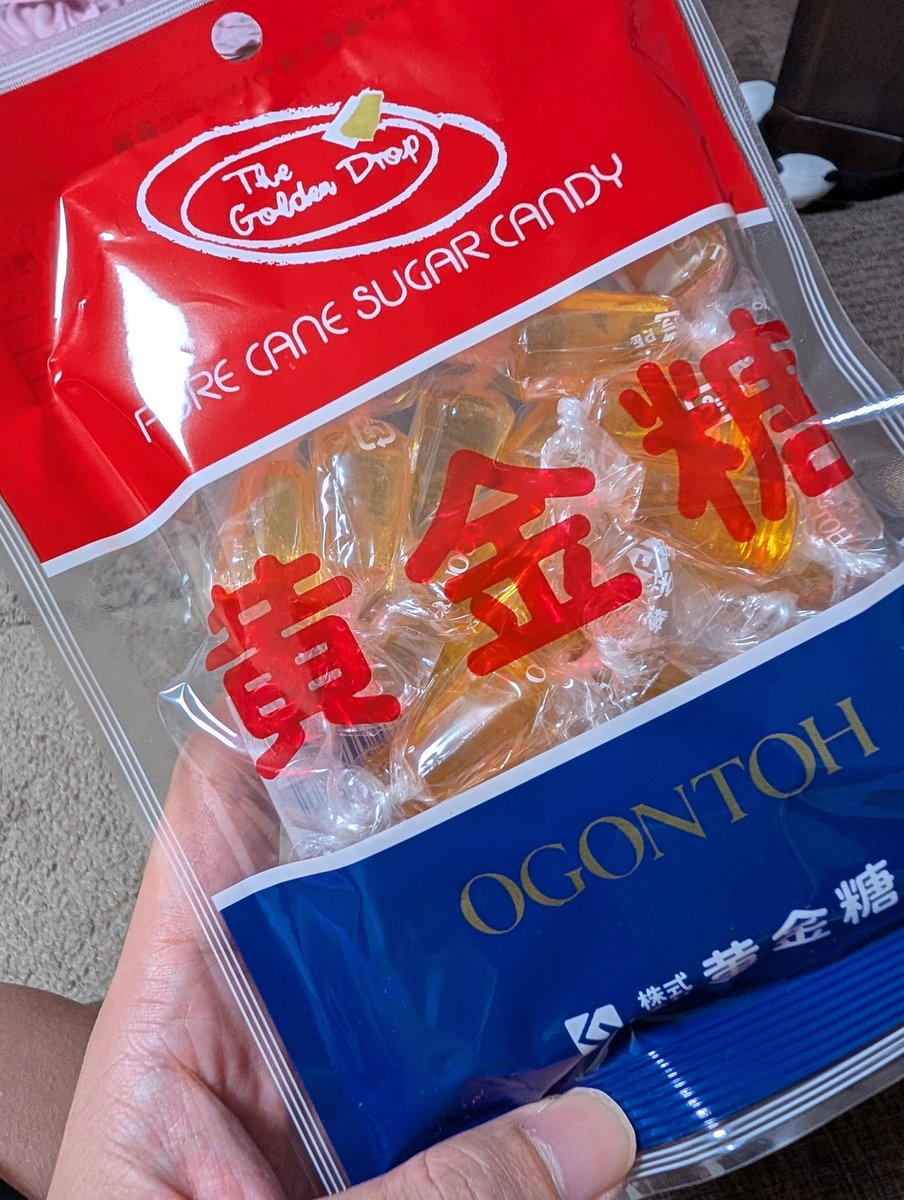 The
Golden Drop
PURE CANE SUGAR CANDY
黄金糖
OGONTOH
株式 黄金糖